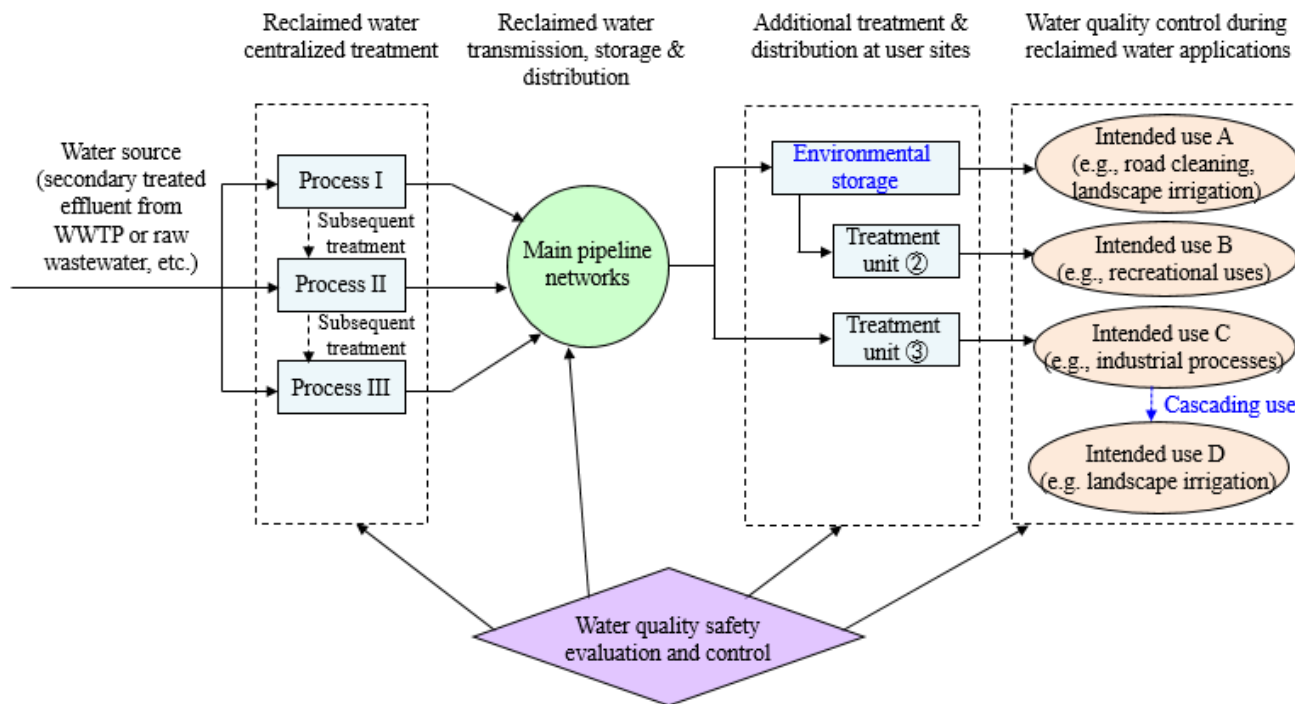 Reclaimed water
centralized treatment
Reclaimed water
transmission, storage &
distribution
Additional treatment &
distribution at user sites
Water quality control during
reclaimed water applications
Water source
(secondary treated
effluent from
WWTP or raw
wastewater, etc.)
Process I
Subsequent
treatment
Process II
Subsequent
treatment
Process III
Main pipeline
networks
Environmental
storage
Treatment
unit ②
Treatment
unit ③
Intended use A
(e.g., road cleaning,
landscape irrigation)
Intended use B
(e.g., recreational uses)
Intended use C
(e.g., industrial processes)
Cascading use
Intended use D
(e.g. landscape irrigation)
Water quality safety
evaluation and control